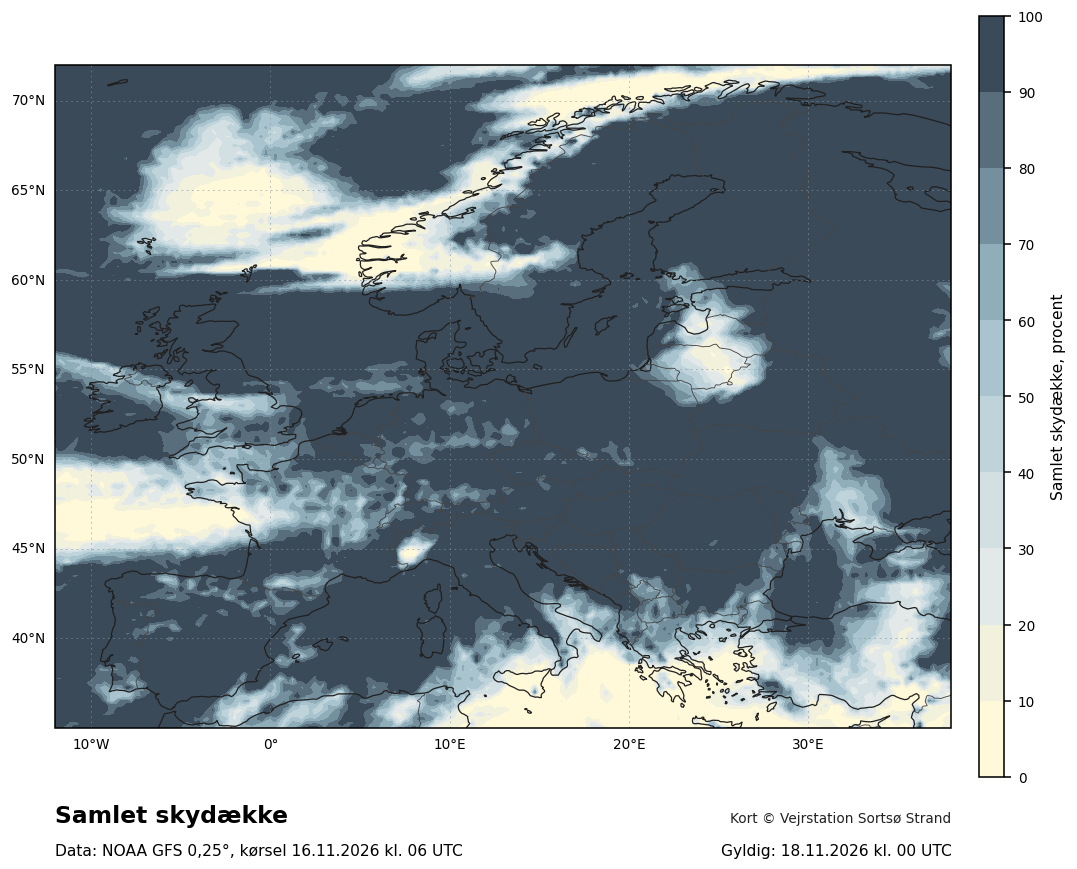 100
90
80
70
60
50
40
30
20
10
0
Samlet skydække, procent
70°N
65°N
60°N
55°N
50°N
45°N
40°N
10°W
0°
10°E
20°E
30°E
Samlet skydække
Kort © Vejrstation Sortsø Strand
Data: NOAA GFS 0,25°, kørsel 16.11.2026 kl. 06 UTC
Gyldig: 18.11.2026 kl. 00 UTC